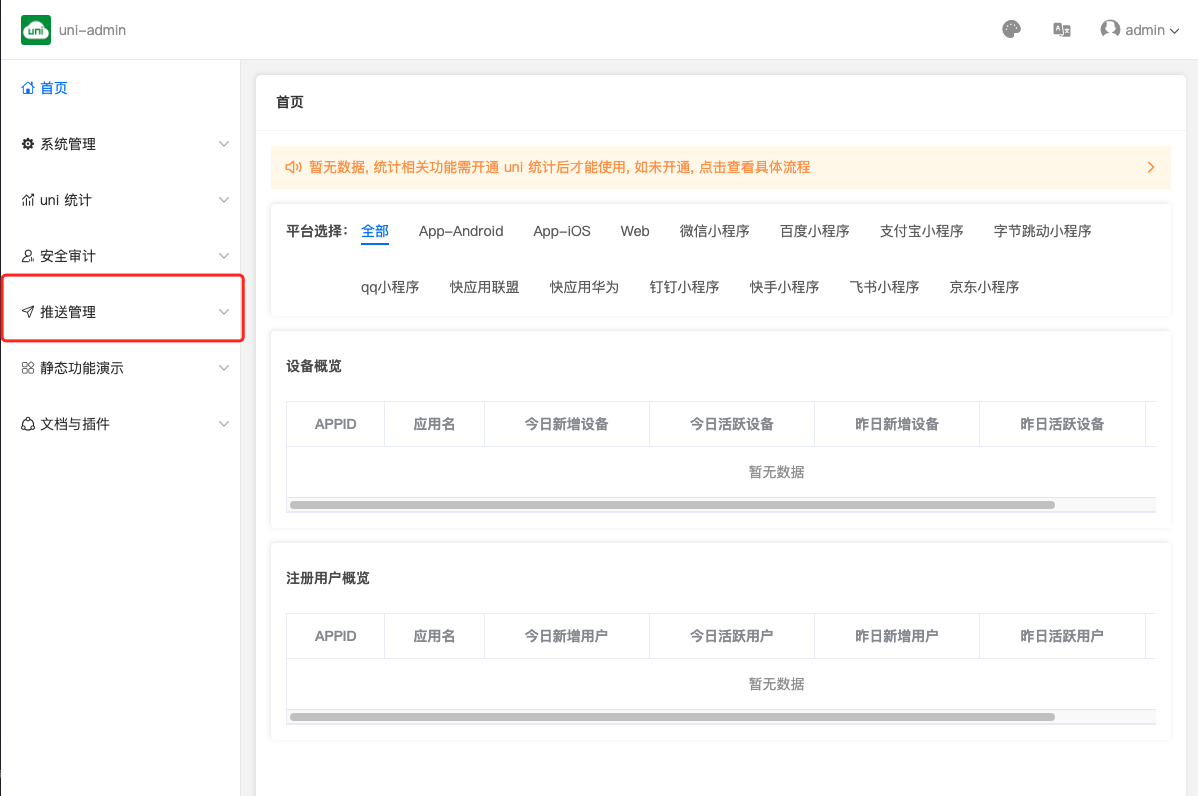 uni
uni-admin
admin
首页
系统管理
uni 统计
安全审计
推送管理
静态功能演示
文档与插件
首页
暂无数据, 统计相关功能需开通 uni 统计后才能使用, 如未开通, 点击查看具体流程
平台选择： 全部 App-Android App-iOS Web 微信小程序 百度小程序 支付宝小程序 字节跳动小程序
qq小程序 快应用联盟 快应用华为 钉钉小程序 快手小程序 飞书小程序 京东小程序
设备概览
APPID 应用名 今日新增设备 今日活跃设备 昨日新增设备 昨日活跃设备
暂无数据
注册用户概览
APPID 应用名 今日新增用户 今日活跃用户 昨日新增用户 昨日活跃用户
暂无数据